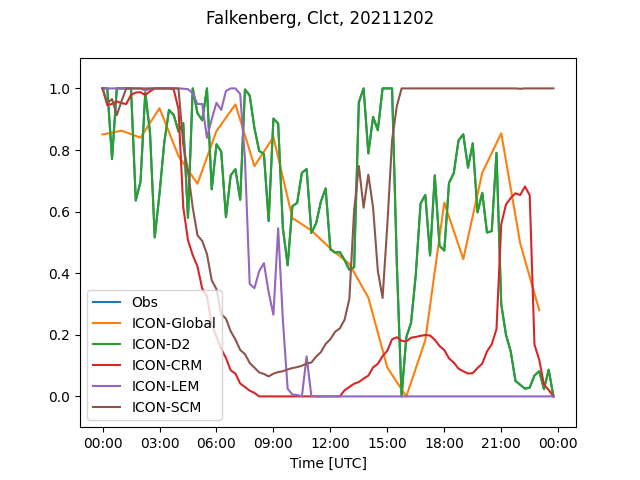 Falkenberg, Clct, 20211202
1.0
0.8
0.6
0.4
0.2
0.0
Obs
ICON-Global
ICON-D2
ICON-CRM
ICON-LEM
ICON-SCM
00:00 03:00 06:00 09:00 12:00 15:00 18:00 21:00 00:00
Time [UTC]